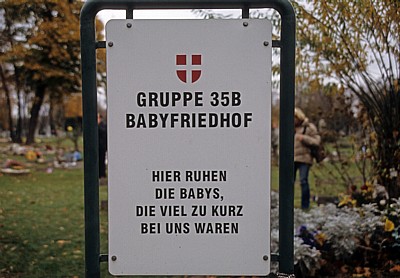 GRUPPE 35B
BABYFRIEDHOF
HIER RUHEN
DIE BABYS,
DIE VIEL ZU KURZ
BEI UNS WAREN